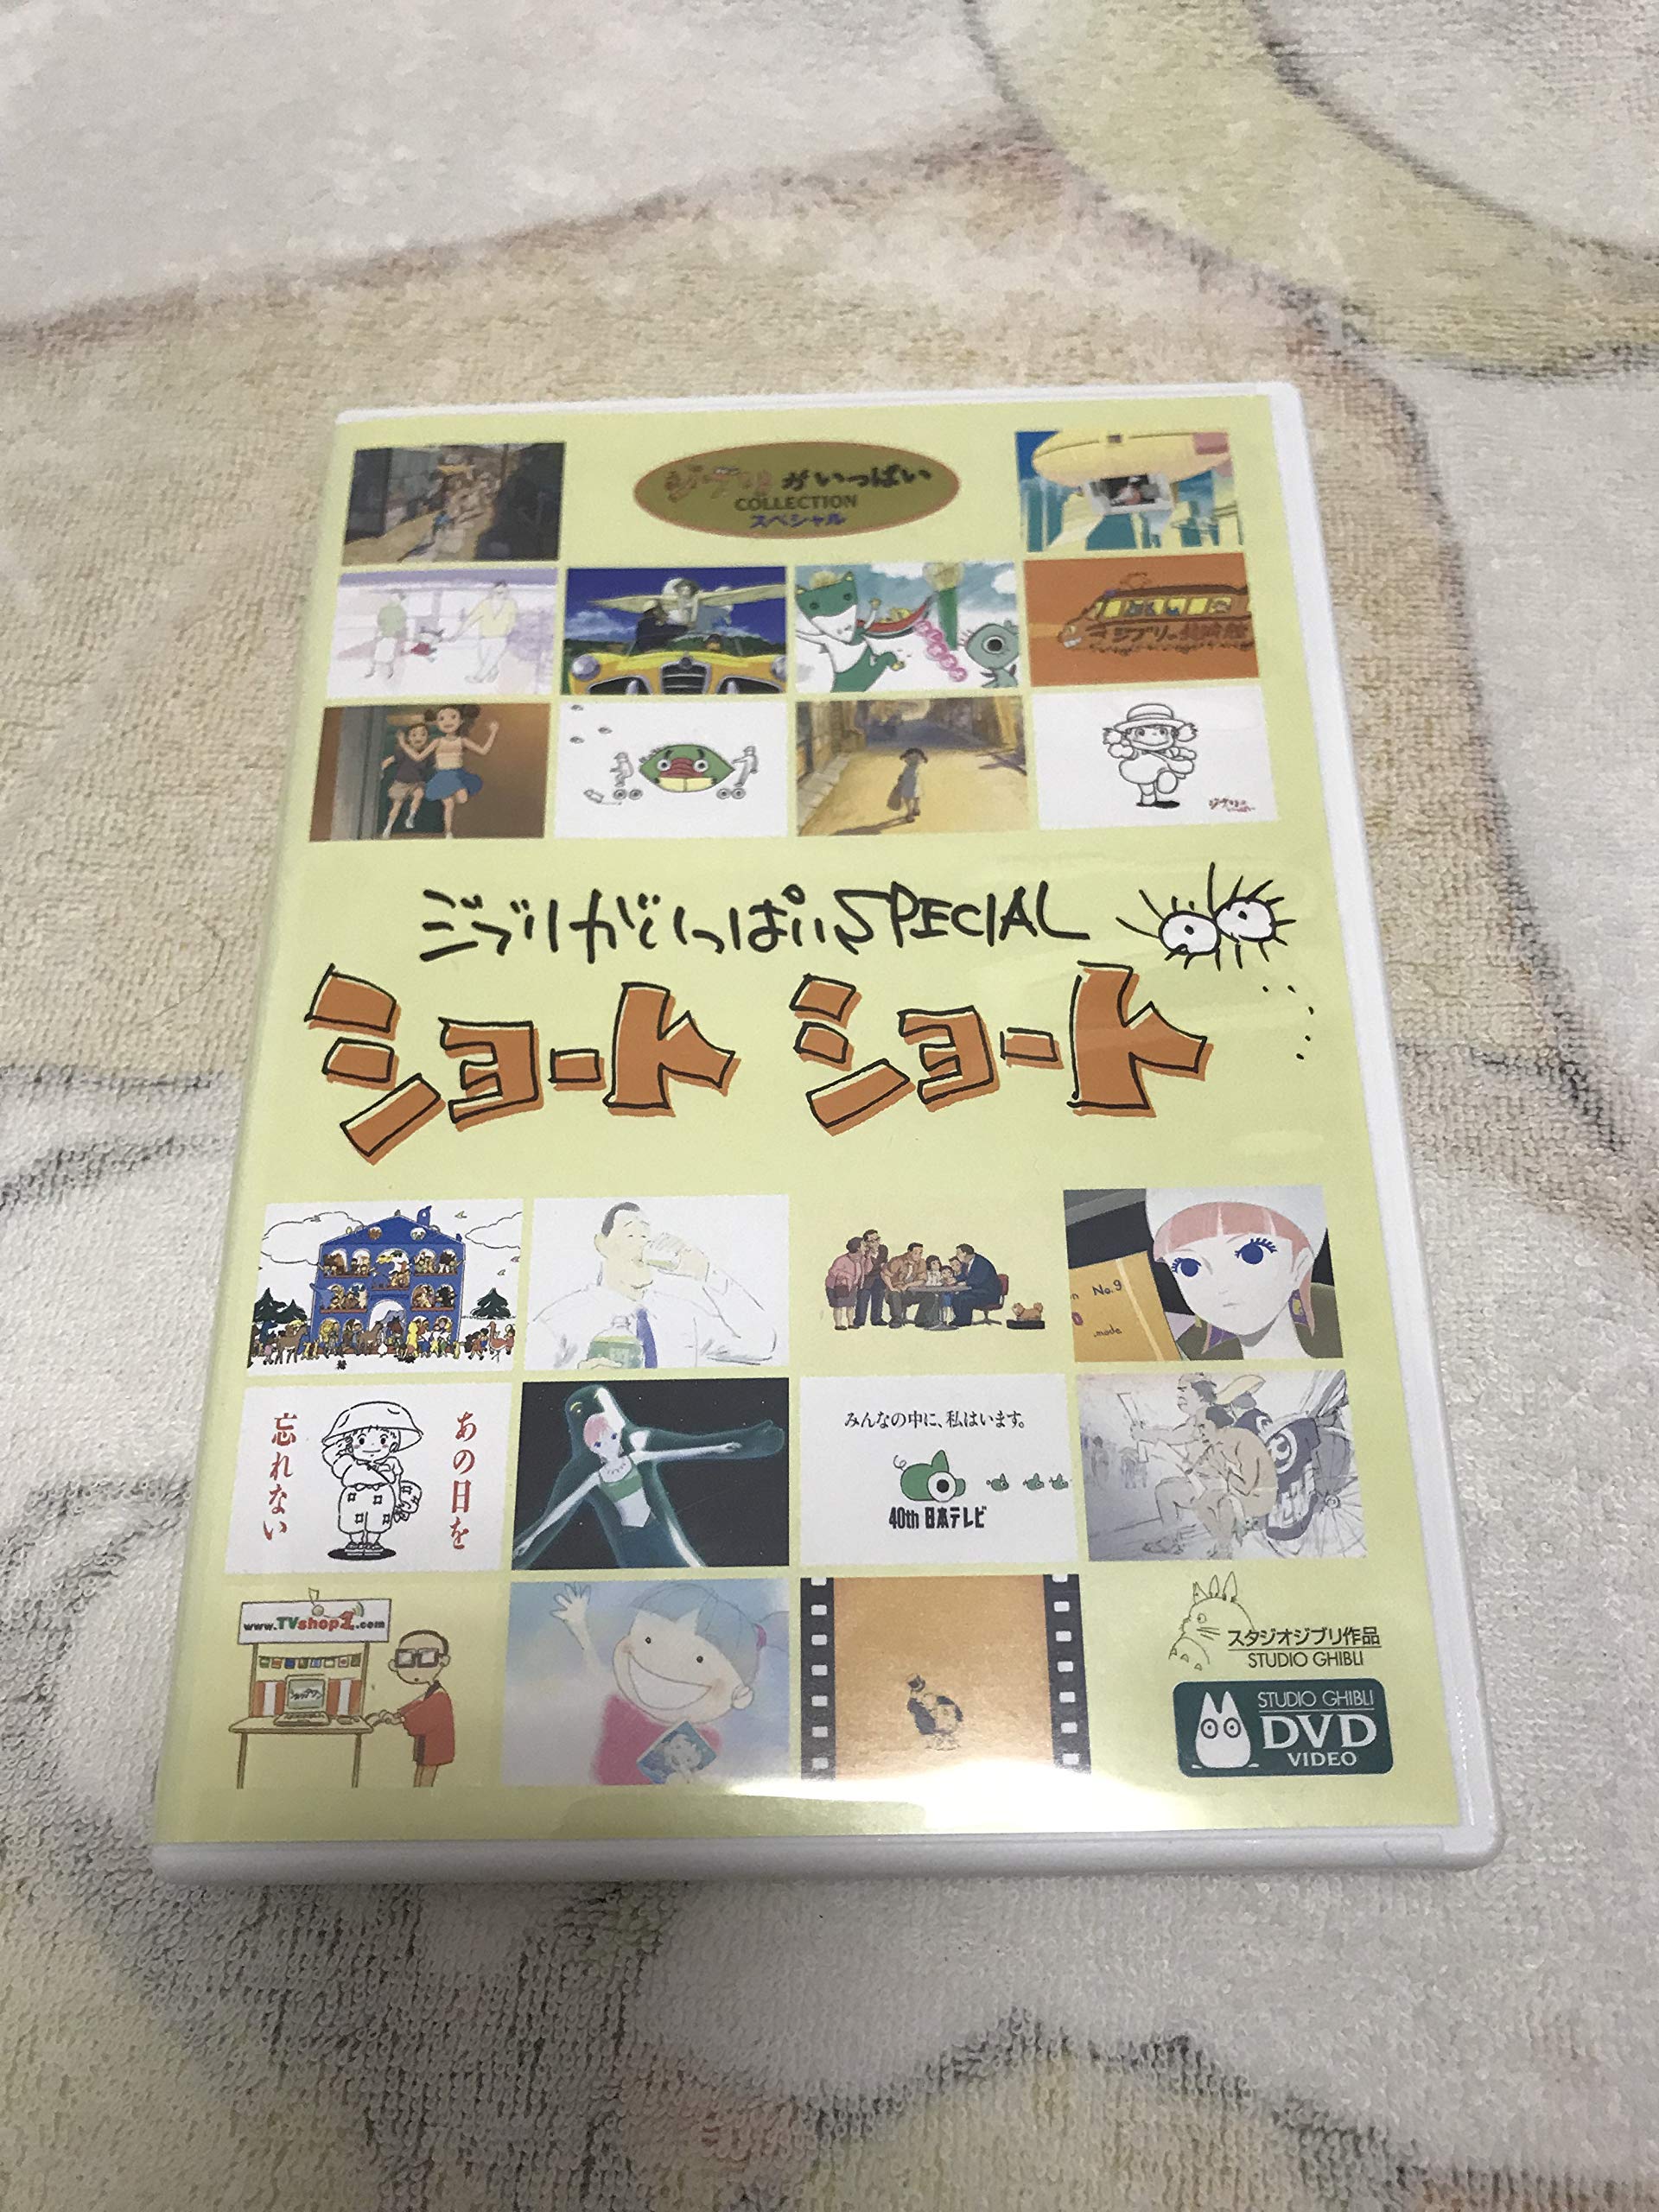 ジブリがいっぱい
COLLECTION
スペシャル
ジブリがいっぱいSPECIAL
ショートショート
No.9
mode
あの日を
忘れない
みんなの中に、私はいます。
40th 日本テレビ
www.TVshop1.com
スタジオジブリ作品
STUDIO GHIBLI
STUDIO GHIBLI
DVD
VIDEO